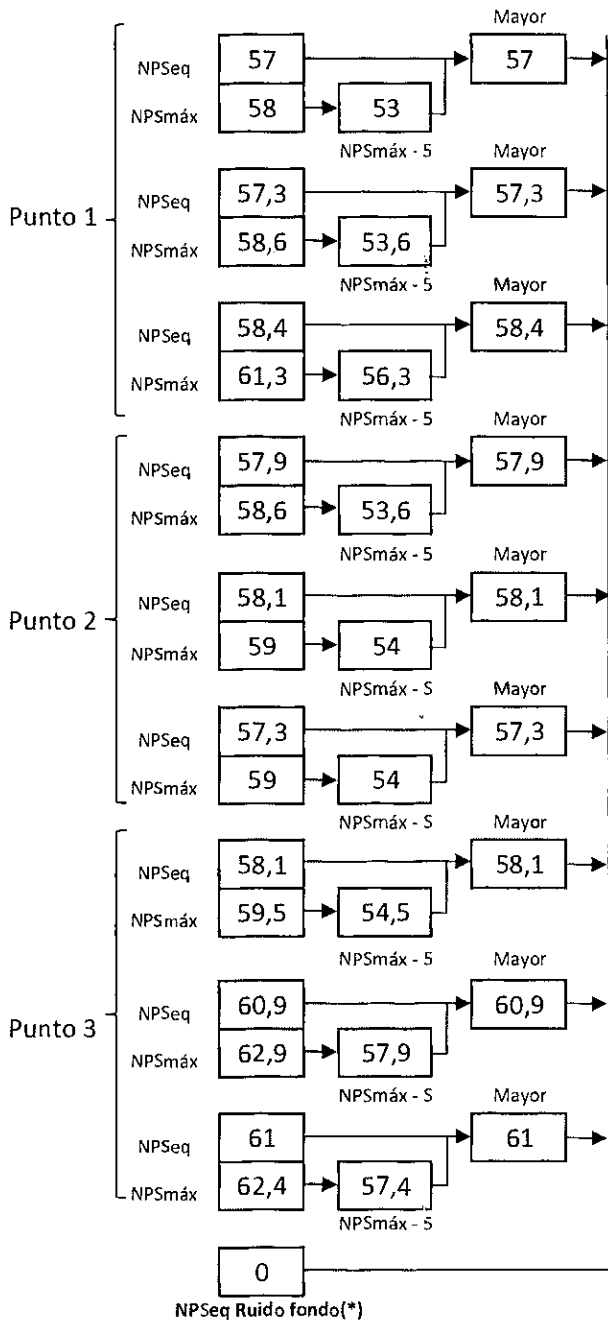 Mayor
NPSeq 57 57
NPSmáx 58 53
NPSmáx - 5
Mayor
NPSeq 57,3 57,3
Punto 1
NPSmáx 58,6 53,6
NPSmáx - 5
Mayor
NPSeq 58,4 58,4
NPSmáx 61,3 56,3
NPSmáx - 5
Mayor
NPSeq 57,9 57,9
NPSmáx 58,6 53,6
NPSmáx - 5
Mayor
NPSeq 58,1 58,1
Punto 2
NPSmáx 59 54
NPSmáx - S
Mayor
NPSeq 57,3 57,3
NPSmáx 59 54
NPSmáx - S
Mayor
NPSeq 58,1 58,1
NPSmáx 59,5 54,5
NPSmáx - 5
Mayor
NPSeq 60,9 60,9
Punto 3
NPSmáx 62,9 57,9
NPSmáx - S
Mayor
NPSeq 61 61
NPSmáx 62,4 57,4
NPSmáx - 5
0
NPSeq Ruido fondo(*)